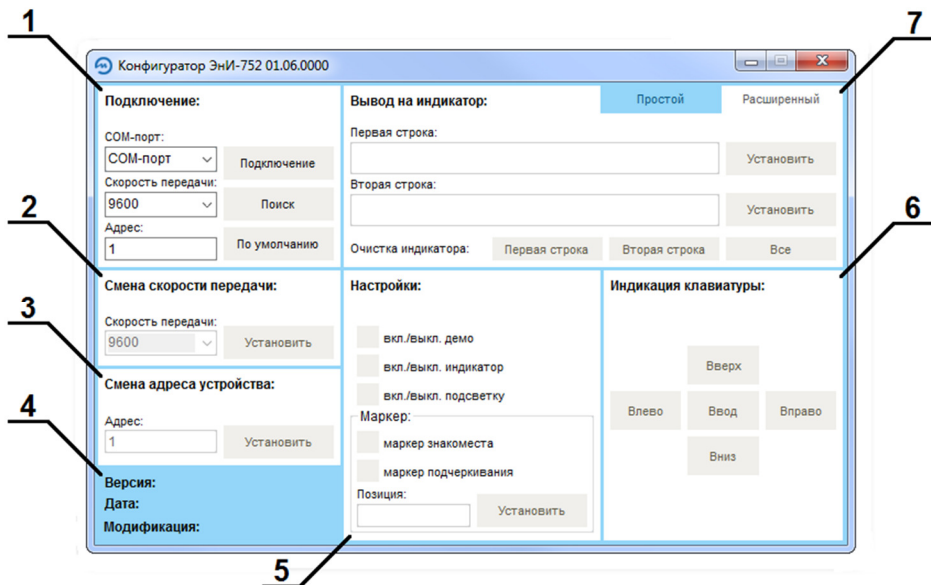 1
7
Конфигуратор ЭнИ-752 01.06.0000
Подключение:
COM-порт:
COM-порт
Подключение
Скорость передачи:
9600
Поиск
Адрес:
1
По умолчанию
Вывод на индикатор:
Простой
Расширенный
Первая строка:
Установить
Вторая строка:
Установить
Очистка индикатора:
Первая строка
Вторая строка
Все
2
6
Смена скорости передачи:
Скорость передачи:
9600
Установить
3
Смена адреса устройства:
Адрес:
1
Установить
4
Версия:
Дата:
Модификация:
Настройки:
вкл./выкл. демо
вкл./выкл. индикатор
вкл./выкл. подсветку
Маркер:
маркер знакоместа
маркер подчеркивания
Позиция:
Установить
5
Индикация клавиатуры:
Вверх
Влево
Ввод
Вправо
Вниз